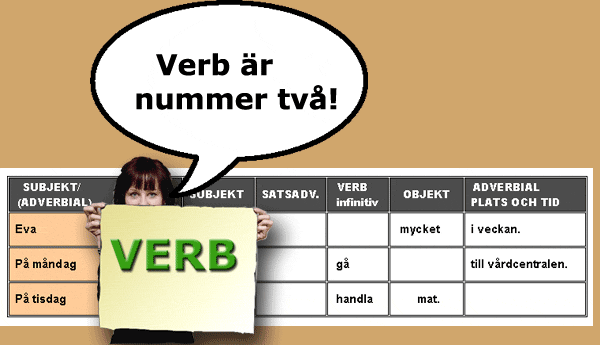 Verb är
nummer två!
SUBJEKT/ SUBJEKT SATSADV. VERB OBJEKT ADVERBIAL
(ADVERBIAL) infinitiv PLATS OCH TID
Eva mycket i veckan.
På måndag gå till vårdcentralen.
På tisdag handla mat.
VERB